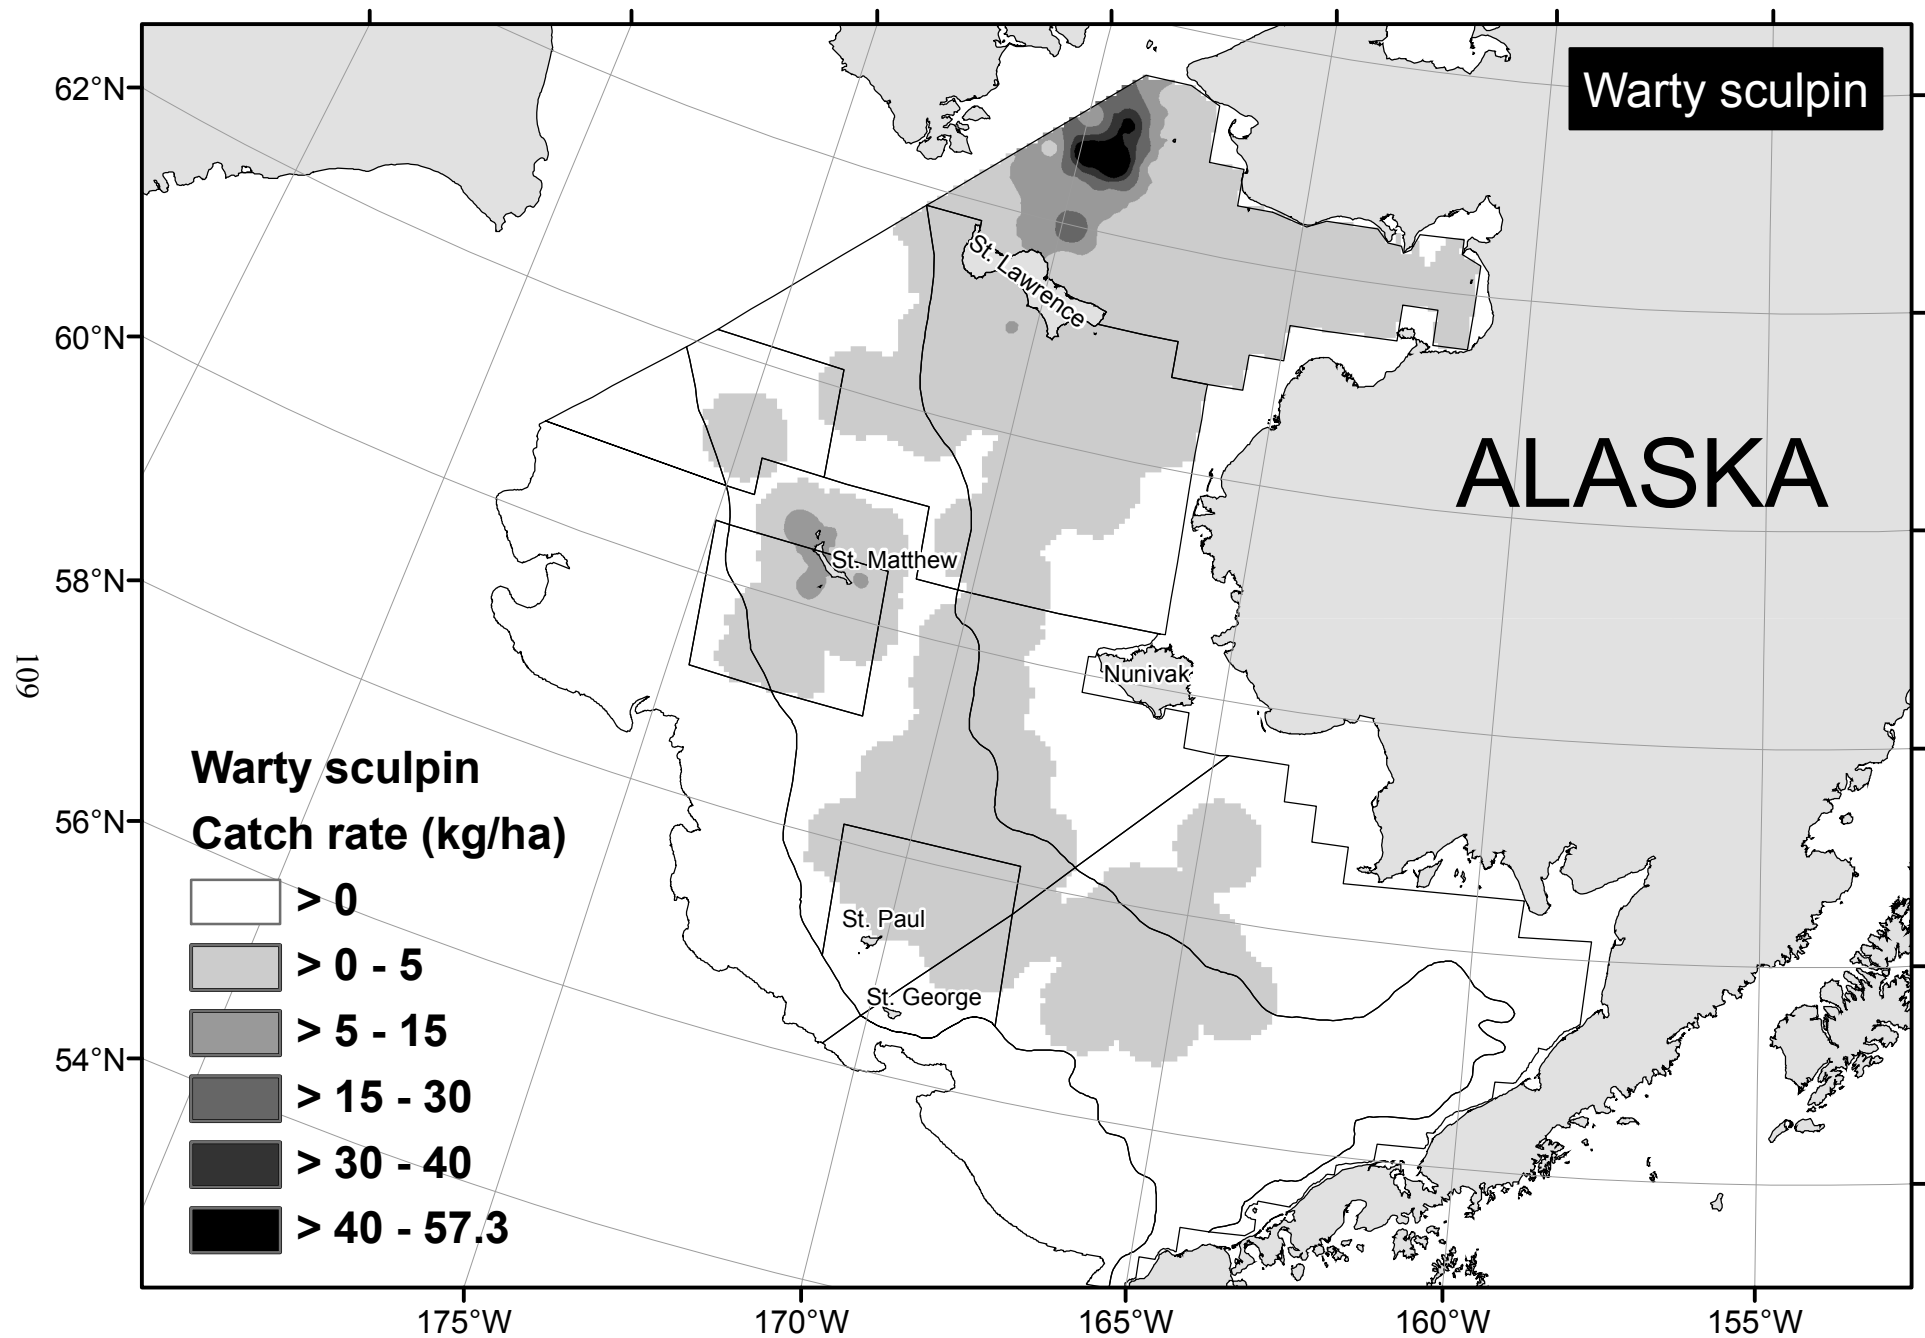 Warty sculpin
62°N
60°N
58°N
56°N
54°N
109
St. Lawrence
ALASKA
St. Matthew
Nunivak
St. Paul
St. George
Warty sculpin
Catch rate (kg/ha)
> 0
> 0 - 5
> 5 - 15
> 15 - 30
> 30 - 40
> 40 - 57.3
175°W
170°W
165°W
160°W
155°W